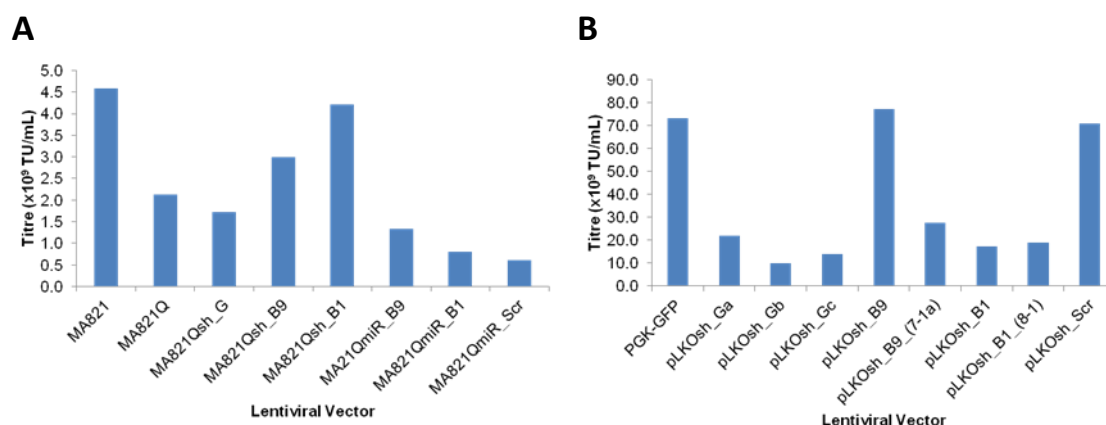 A
Titre (x10⁹ TU/mL)
5.0
4.5
4.0
3.5
3.0
2.5
2.0
1.5
1.0
0.5
0.0
MA821
MA821Q
MA821Qsh_G
MA821Qsh_B9
MA821Qsh_B1
MA21QmiR_B9
MA821QmiR_B1
MA821QmiR_Scr
Lentiviral Vector
B
Titre (x10⁹ TU/mL)
90.0
80.0
70.0
60.0
50.0
40.0
30.0
20.0
10.0
0.0
PGK-GFP
pLKOsh_Ga
pLKOsh_Gb
pLKOsh_Gc
pLKOsh_B9
pLKOsh_B9_(7-1a)
pLKOsh_B1
pLKOsh_B1_(8-1)
pLKOsh_Scr
Lentiviral Vector